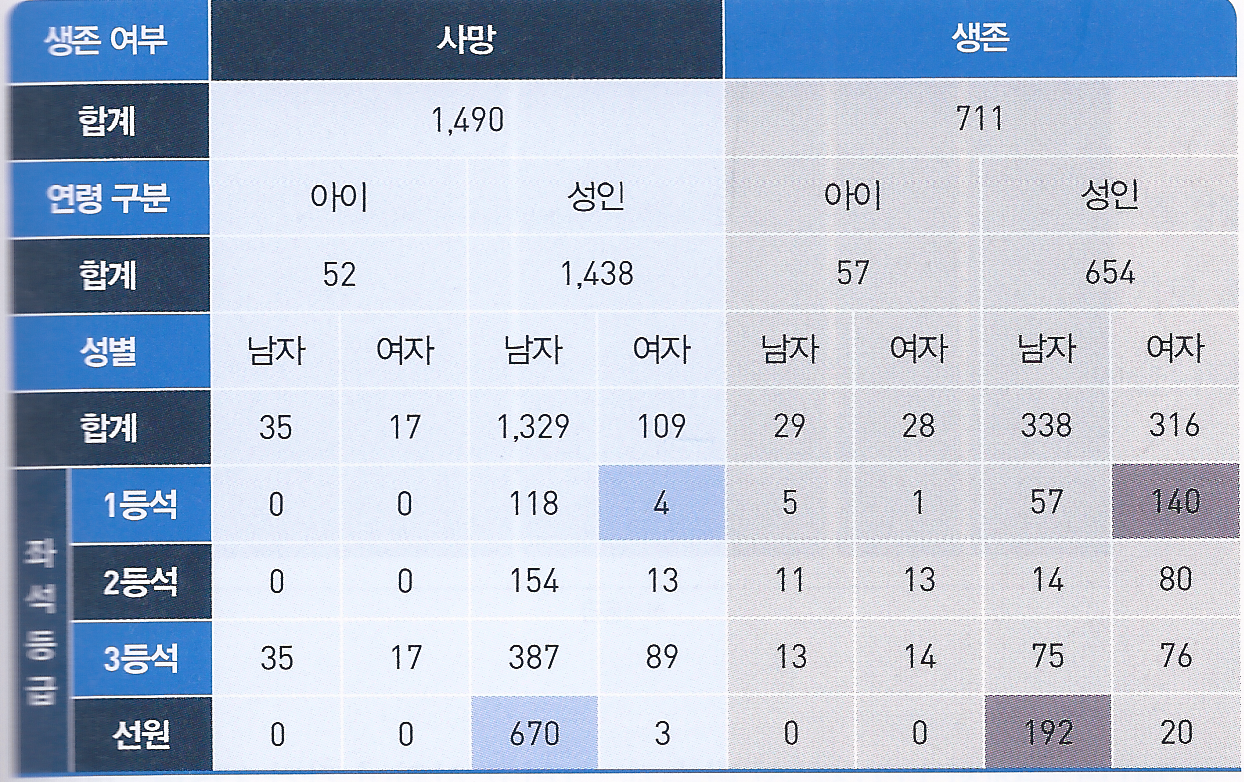 생존 여부 사망 생존
합계 1,490 711
연령 구분 아이 성인 아이 성인
합계 52 1,438 57 654
성별 남자 여자 남자 여자 남자 여자 남자 여자
합계 35 17 1,329 109 29 28 338 316
좌석등급
1등석 0 0 118 4 5 1 57 140
2등석 0 0 154 13 11 13 14 80
3등석 35 17 387 89 13 14 75 76
선원 0 0 670 3 0 0 192 20